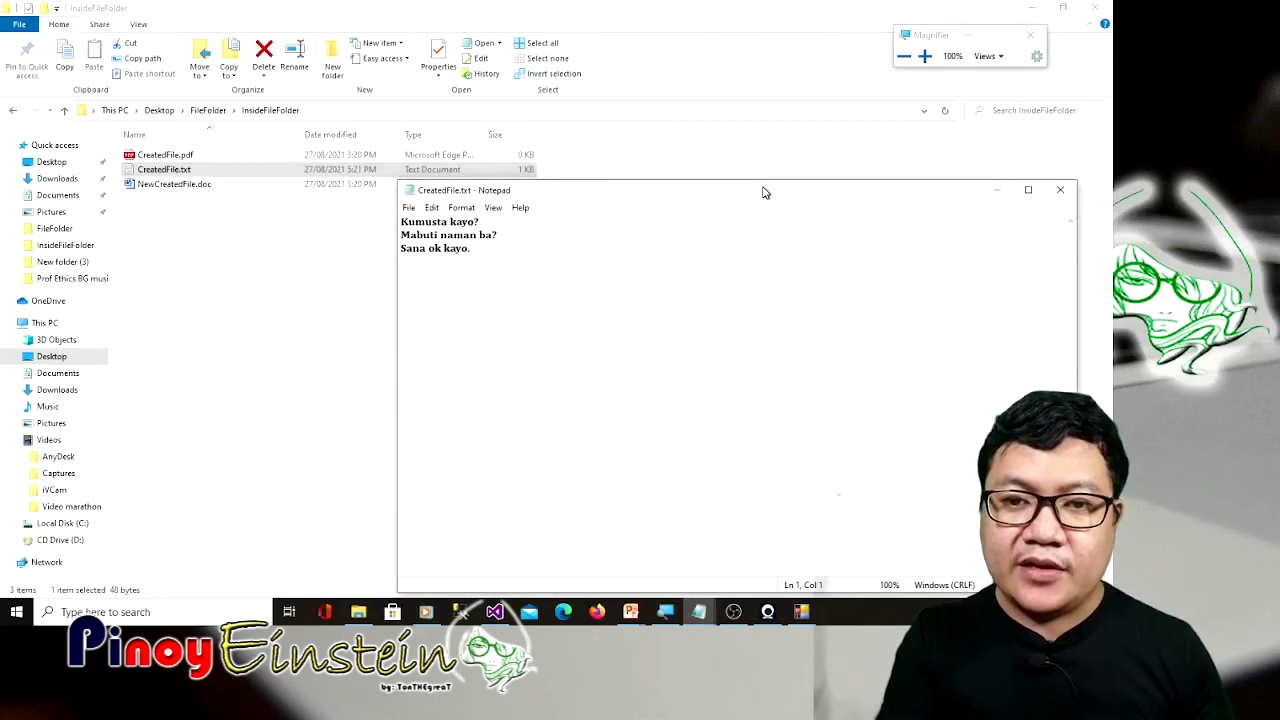 InsideFileFolder
File Home Share View
Magnifier
100% Views
Pin to Quick access
Copy
Paste
Cut
Copy path
Paste shortcut
Move to
Copy to
Delete
Rename
New folder
New item
Easy access
Properties
Open
Edit
History
Select all
Select none
Invert selection
Clipboard Organize New Open Select
This PC > Desktop > FileFolder > InsideFileFolder
Search InsideFileFolder
Name Date modified Type Size
CreatedFile.pdf 27/08/2021 3:20 PM Microsoft Edge P... 0 KB
CreatedFile.txt 27/08/2021 5:21 PM Text Document 1 KB
NewCreatedFile.doc 27/08/2021 5:20 PM
Quick access
Desktop
Downloads
Documents
Pictures
FileFolder
InsideFileFolder
New folder (3)
Prof Ethics BG musi
OneDrive
This PC
3D Objects
Desktop
Documents
Downloads
Music
Pictures
Videos
AnyDesk
Captures
iVCam
Video marathon
Local Disk (C:)
CD Drive (D:)
Network
CreatedFile.txt - Notepad
File Edit Format View Help
Kumusta kayo?
Mabuti naman ba?
Sana ok kayo.
Ln 1, Col 1 100% Windows (CRLF)
3 items 1 item selected 48 bytes
Type here to search
PinoyEinstein
by: TonTHEgreaT